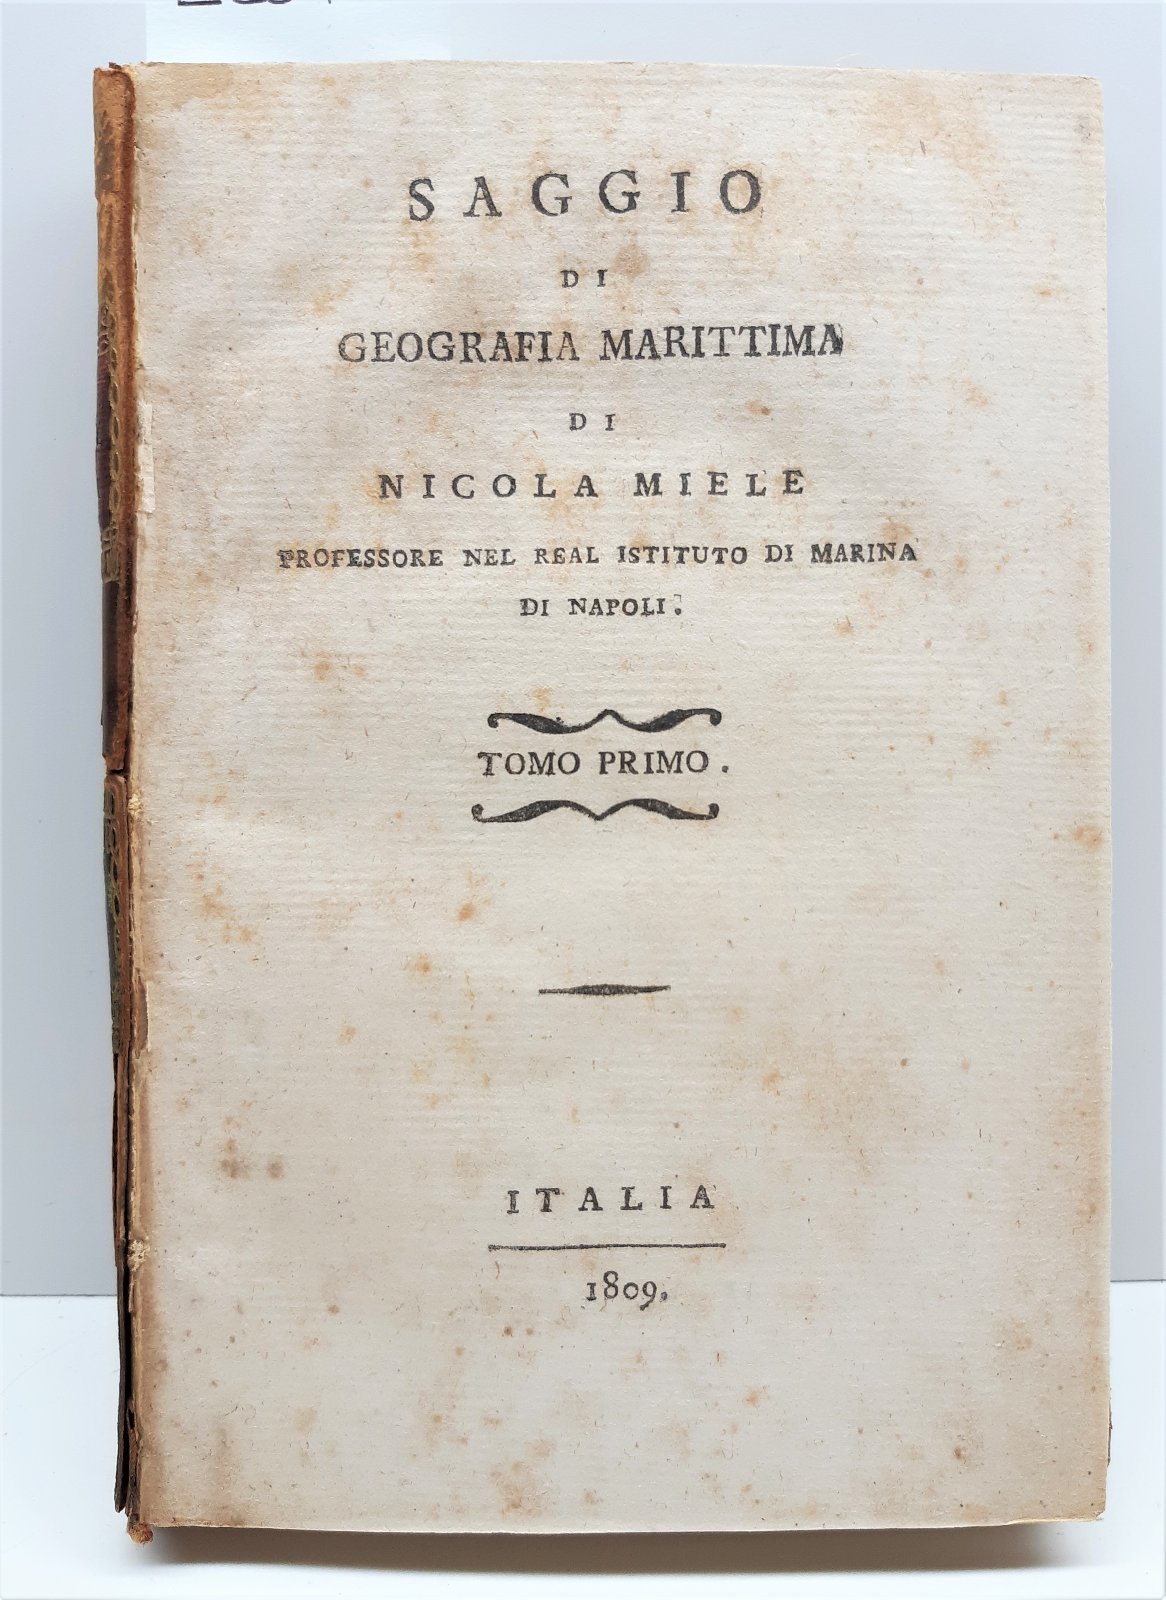 SAGGIO
DI
GEOGRAFIA MARITTIMA
DI
NICOLA MIELE
PROFESSORE NEL REAL ISTITUTO DI MARINA
DI NAPOLI.
TOMO PRIMO.
ITALIA
1809.